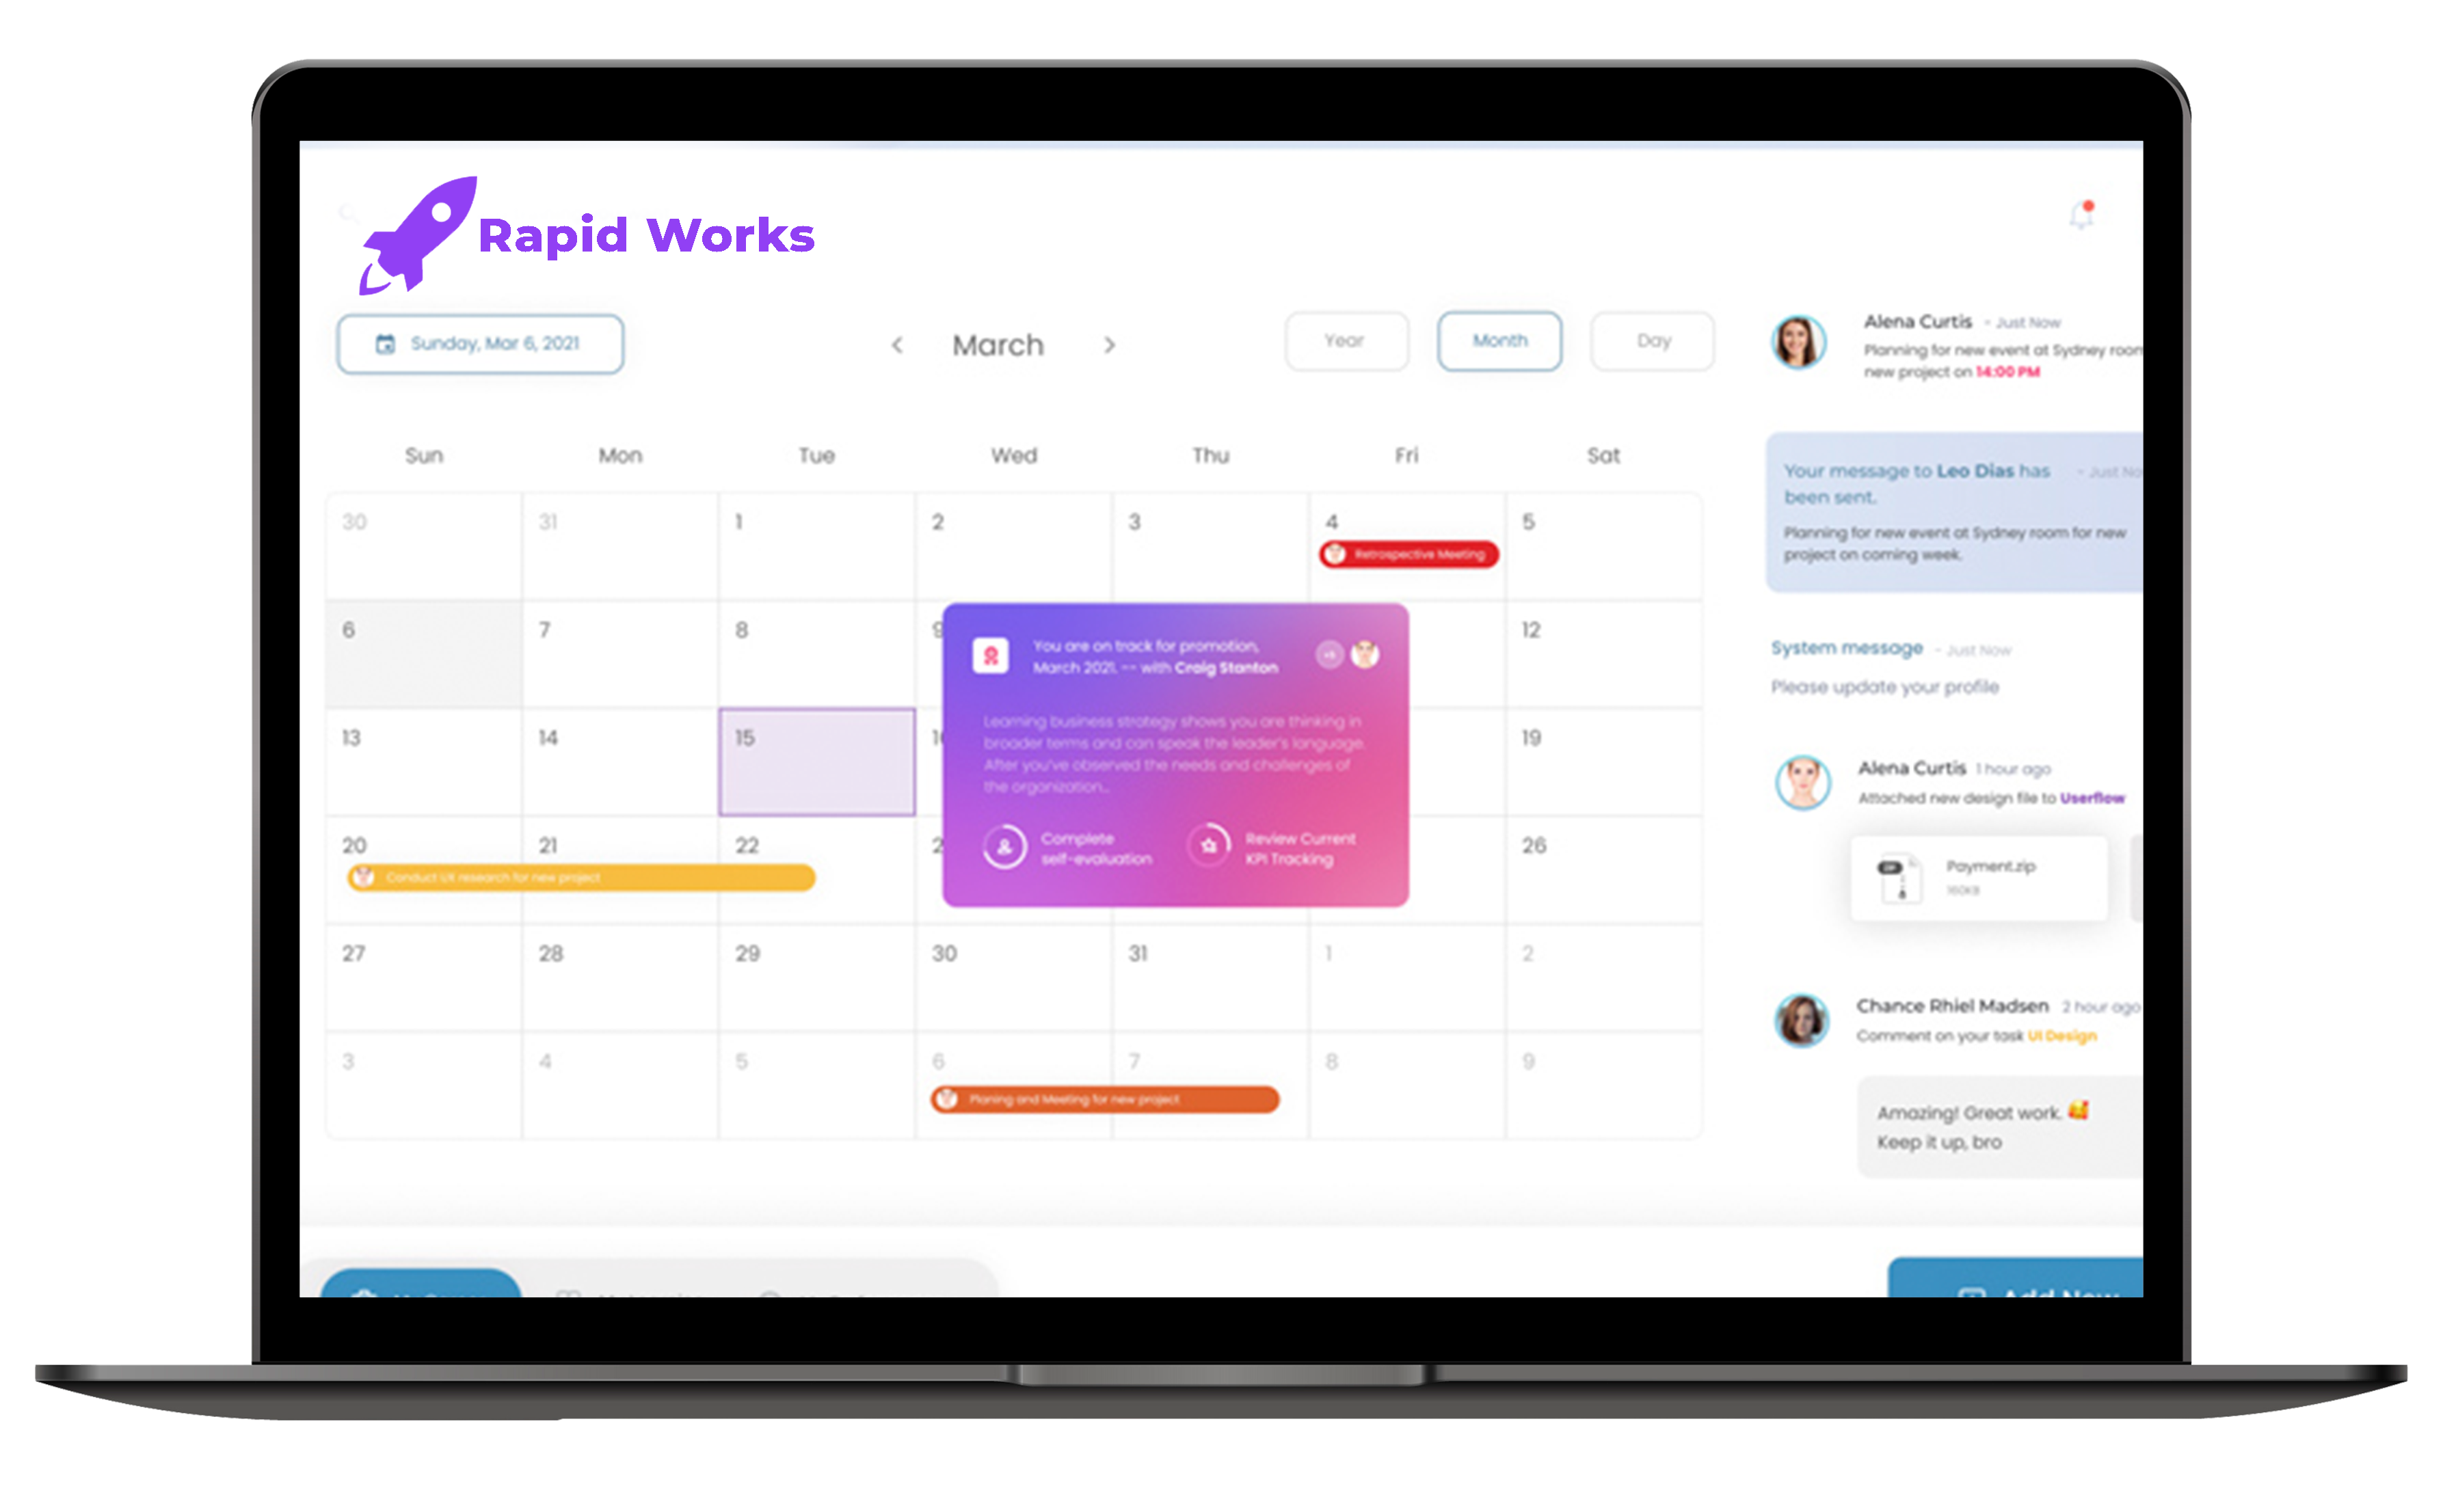 Rapid Works
Sunday, Mar 6, 2021
March
Year
Month
Day
Sun
Mon
Tue
Wed
Thu
Fri
Sat
30
31
1
2
3
4
5
Retrospective Meeting
6
7
8
9
12
13
14
15
19
20
21
22
26
Conduct UX research for new project
27
28
29
30
31
1
2
3
4
5
6
7
8
9
Planing and Meeting for new project
You are on track for promotion,
March 2021. -- with Craig Stanton
Learning business strategy shows you are thinking in
broader terms and can speak the leader's language.
After you've observed the needs and challenges of
the organization...
Complete
self-evaluation
Review Current
KPI Tracking
Alena Curtis - Just Now
Planning for new event at Sydney room
new project on 14:00 PM
Your message to Leo Dias has - Just No
been sent.
Planning for new event at Sydney room for new
project on coming week.
System message - Just Now
Please update your profile
Alena Curtis 1 hour ago
Attached new design file to Userflow
Payment.zip
160KB
Chance Rhiel Madsen 2 hour ago
Comment on your task UI Design
Amazing! Great work. 🥰
Keep it up, bro
Add New